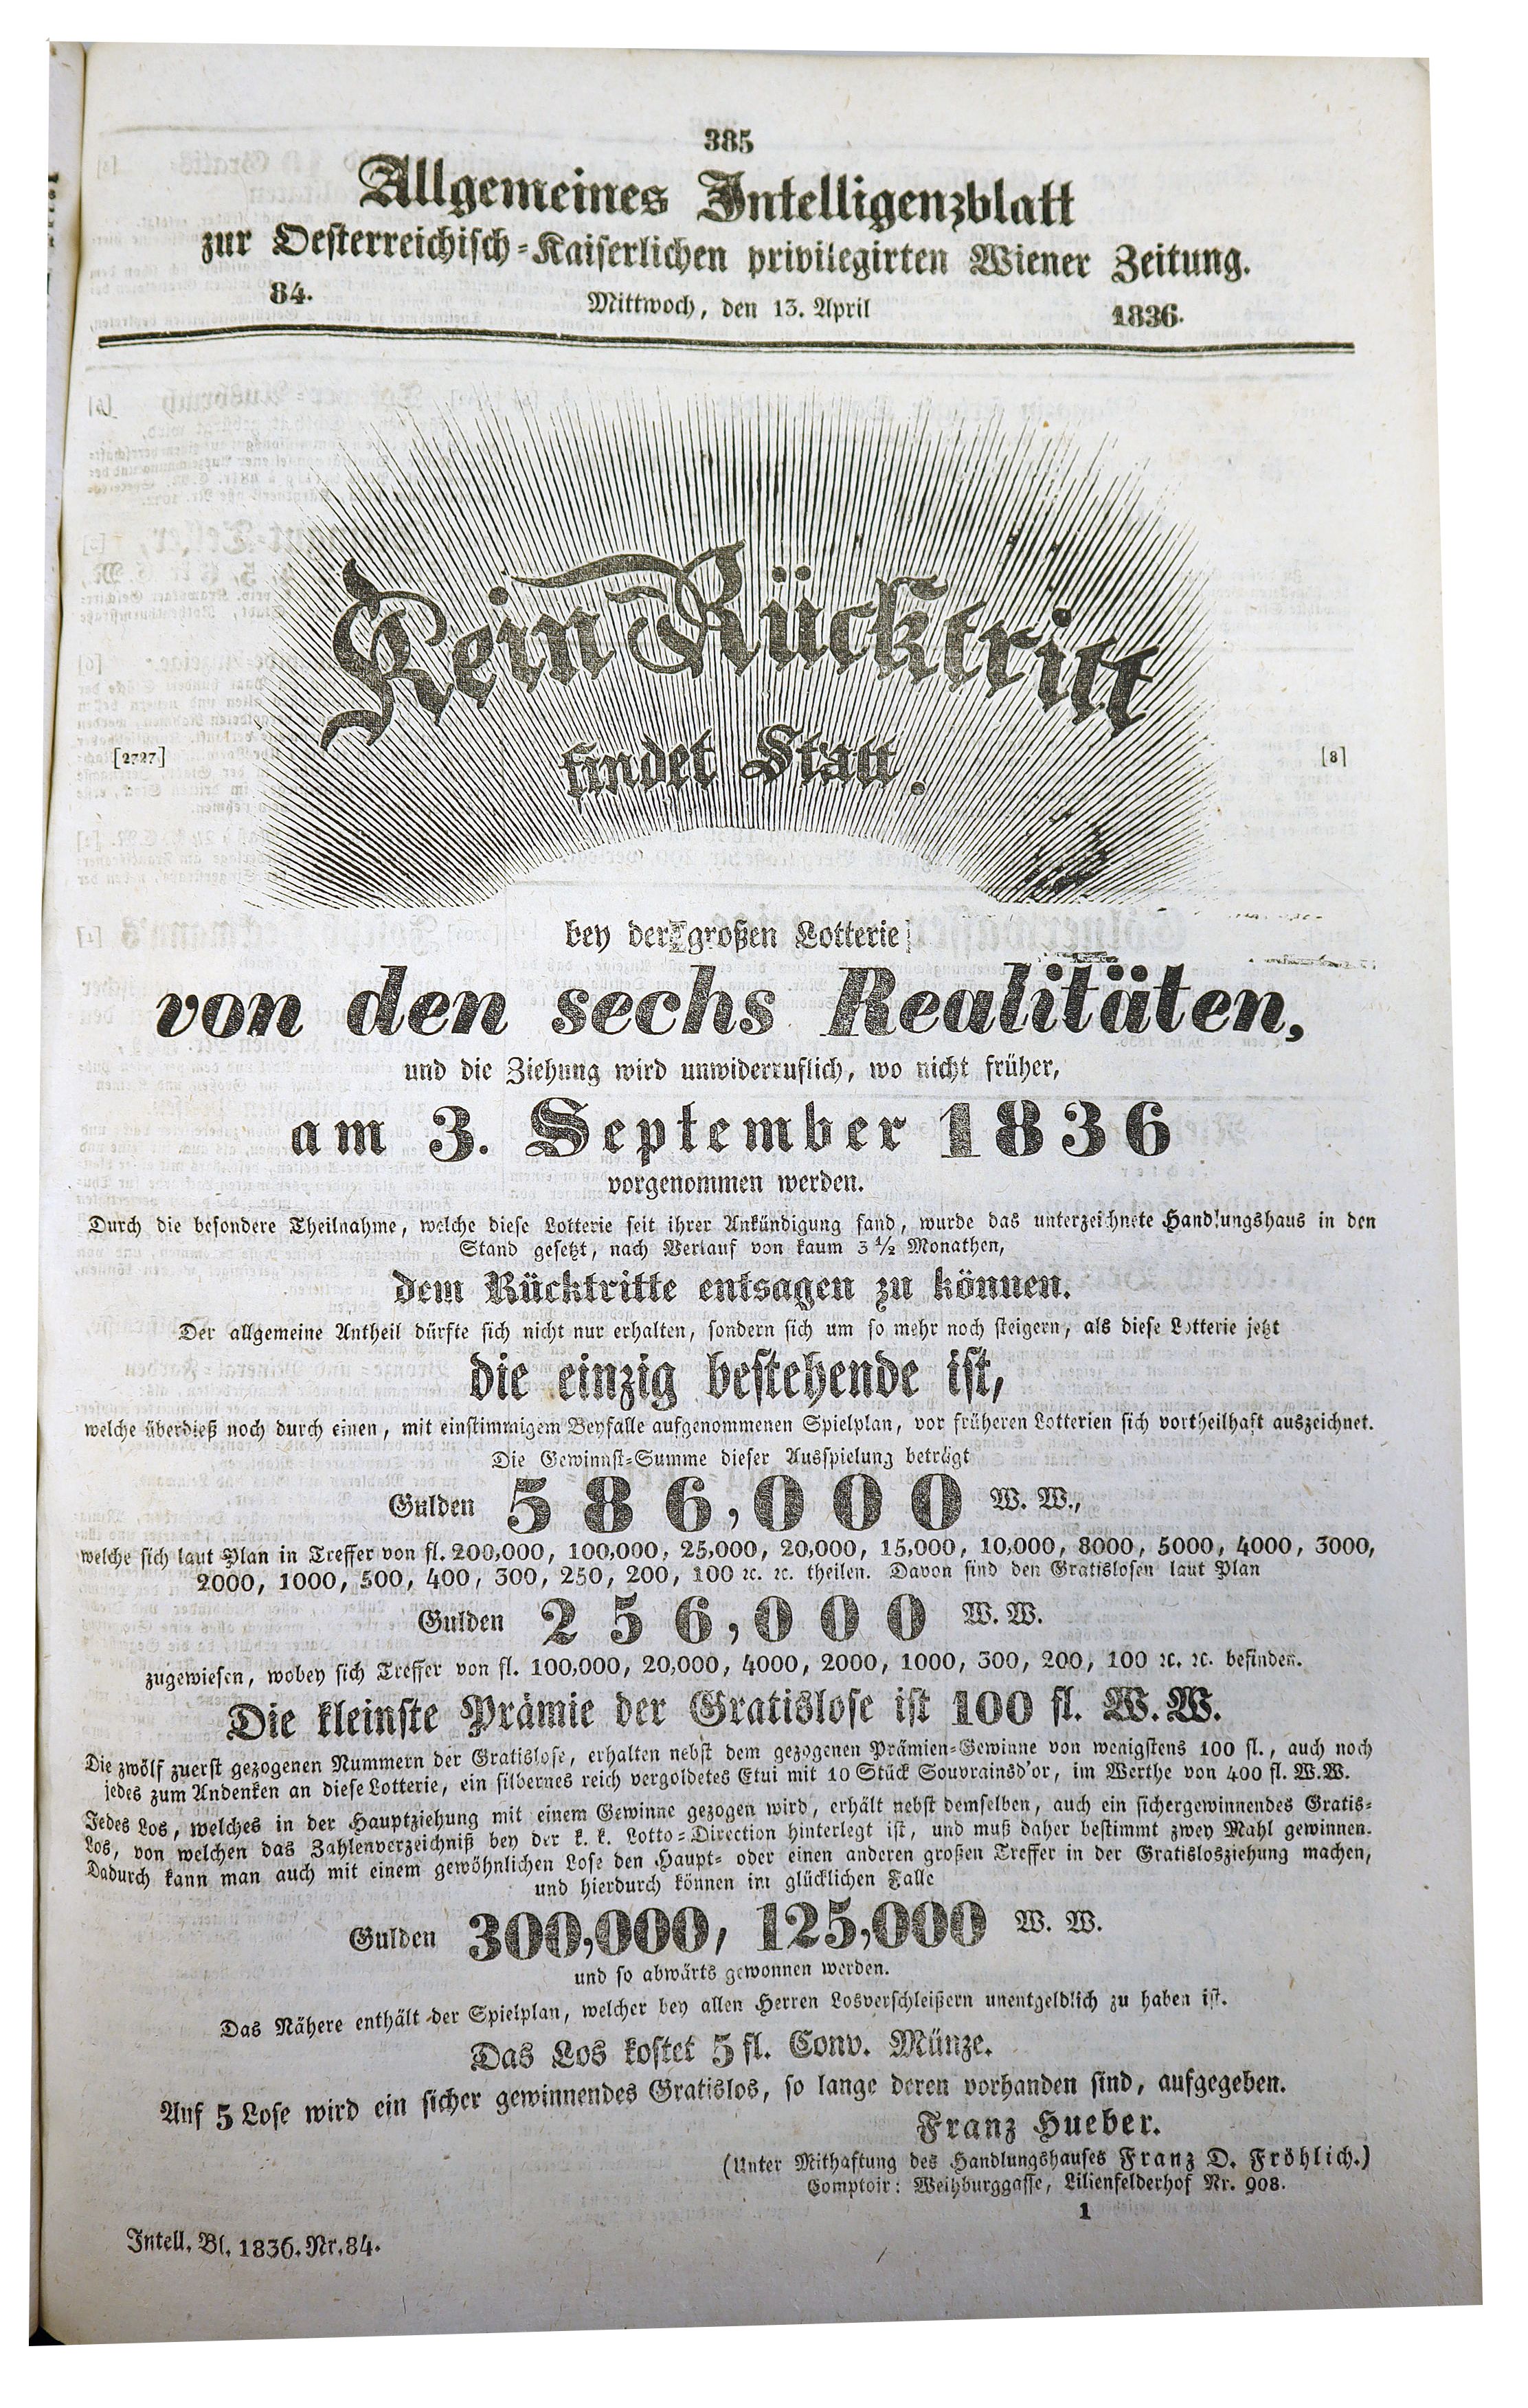 385
Allgemeines Intelligenzblatt
zur Oesterreichisch-Kaiserlichen privilegirten Wiener Zeitung.
84. Mittwoch, den 13. April 1836.
Kein Rücktritt
findet Statt.
[2727] [8]
bey der großen Lotterie
von den sechs Realitäten,
und die Ziehung wird unwiderruflich, wo nicht früher,
am 3. September 1836
vorgenommen werden.
Durch die besondere Theilnahme, welche diese Lotterie seit ihrer Ankündigung fand, wurde das unterzeichnete Handlungshaus in den
Stand gesetzt, nach Verlauf von kaum 3 1/2 Monathen,
dem Rücktritte entsagen zu können.
Der allgemeine Antheil dürfte sich nicht nur erhalten, sondern sich um so mehr noch steigern, als diese Lotterie jetzt
die einzig bestehende ist,
welche überdieß noch durch einen, mit einstimmigem Beyfalle aufgenommenen Spielplan, vor früheren Lotterien sich vortheilhaft auszeichnet.
Die Gewinnst-Summe dieser Ausspielung beträgt
Gulden 586,000 W. W.,
welche sich laut Plan in Treffer von fl. 200,000, 100,000, 25,000, 20,000, 15,000, 10,000, 8000, 5000, 4000, 3000,
2000, 1000, 500, 400, 300, 250, 200, 100 ꝛc. ꝛc. theilen. Davon sind den Gratislosen laut Plan
Gulden 256,000 W. W.
zugewiesen, wobey sich Treffer von fl. 100,000, 20,000, 4000, 2000, 1000, 300, 200, 100 ꝛc. ꝛc. befinden.
Die kleinste Prämie der Gratislose ist 100 fl. W. W.
Die zwölf zuerst gezogenen Nummern der Gratislose, erhalten nebst dem gezogenen Prämien-Gewinne von wenigstens 100 fl., auch noch
jedes zum Andenken an diese Lotterie, ein silbernes reich vergoldetes Etui mit 10 Stück Souvrainsd'or, im Werthe von 400 fl. W. W.
Jedes Los, welches in der Hauptziehung mit einem Gewinne gezogen wird, erhält nebst demselben, auch ein sichergewinnendes Gratis-
Los, von welchen das Zahlenverzeichniß bey der k. k. Lotto-Direction hinterlegt ist, und muß daher bestimmt zwey Mahl gewinnen.
Dadurch kann man auch mit einem gewöhnlichen Lose den Haupt- oder einen anderen großen Treffer in der Gratislosziehung machen,
und hierdurch können im glücklichen Falle
Gulden 300,000, 125,000 W. W.
und so abwärts gewonnen werden.
Das Nähere enthält der Spielplan, welcher bey allen Herren Losverschleißern unentgeldlich zu haben ist.
Das Los kostet 5 fl. Conv. Münze.
Auf 5 Lose wird ein sicher gewinnendes Gratislos, so lange deren vorhanden sind, aufgegeben.
Franz Hueber.
(Unter Mithaftung des Handlungshauses Franz D. Fröhlich.)
Comptoir: Weihburggasse, Lilienfelderhof Nr. 908.
1
Intell. Bl. 1836. Nr. 84.